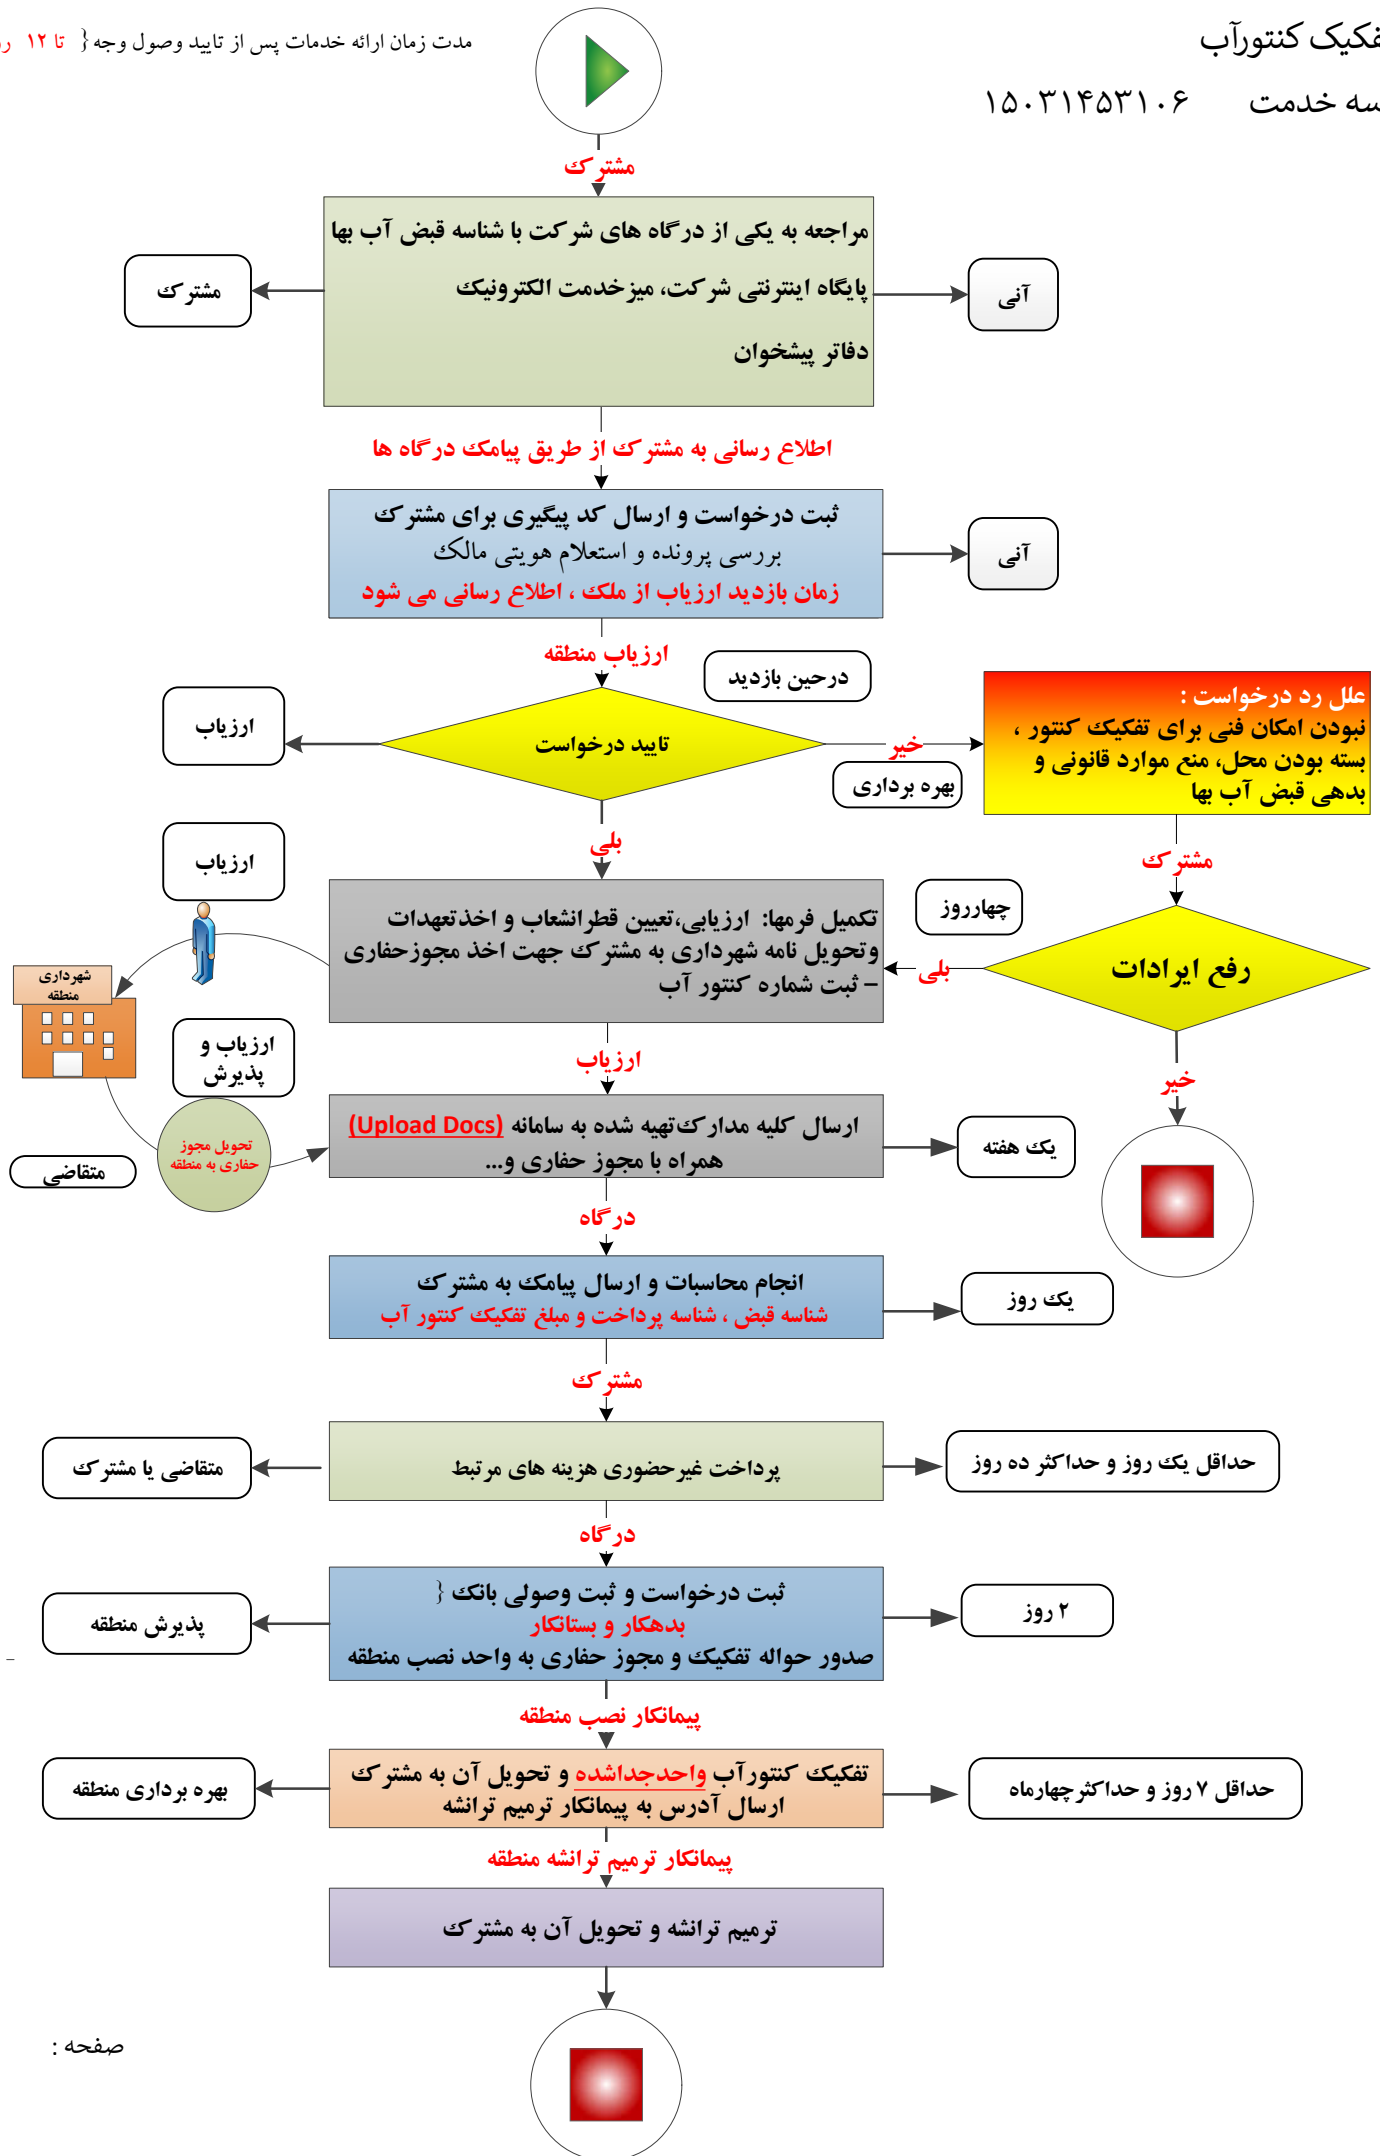 تفکیک کنتورآب
مدت زمان ارائه خدمات پس از تایید وصول وجه { تا ۱۲
خدمت ۱۵۰۳۱۴۵۳۱۰۶
مشترک
مراجعه به یکی از درگاه های شرکت با شناسه قبض آب بها
پایگاه اینترنتی شرکت، میزخدمت الکترونیک
دفاتر پیشخوان
آنی
مشترک
اطلاع رسانی به مشترک از طریق پیامک درگاه ها
ثبت درخواست و ارسال کد پیگیری برای مشترک
بررسی پرونده و استعلام هویتی مالک
زمان بازدید ارزیاب از ملک ، اطلاع رسانی می شود
آنی
ارزیاب منطقه
درحین بازدید
تایید درخواست
ارزیاب
خیر
بهره برداری
علل رد درخواست :
نبودن امکان فنی برای تفکیک کنتور ،
بسته بودن محل، منع موارد قانونی و
بدهی قبض آب بها
بلی
مشترک
ارزیاب
چهارروز
تکمیل فرمها: ارزیابی،تعیین قطرانشعاب و اخذتعهدات
وتحویل نامه شهرداری به مشترک جهت اخذ مجوزحفاری
– ثبت شماره کنتور آب
بلی
رفع ایرادات
شهرداری
منطقه
ارزیاب و
پذیرش
ارزیاب
خیر
تحویل مجوز
حفاری به منطقه
متقاضی
ارسال کلیه مدارک‌تهیه شده به سامانه (Upload Docs)
همراه با مجوز حفاری و...
یک هفته
درگاه
انجام محاسبات و ارسال پیامک به مشترک
شناسه قبض ، شناسه پرداخت و مبلغ تفکیک کنتور آب
یک روز
مشترک
پرداخت غیرحضوری هزینه های مرتبط
حداقل یک روز و حداکثر ده روز
متقاضی یا مشترک
درگاه
ثبت درخواست و ثبت وصولی بانک {
بدهکار و بستانکار
صدور حواله تفکیک و مجوز حفاری به واحد نصب منطقه
۲ روز
پذیرش منطقه
–
پیمانکار نصب منطقه
تفکیک کنتورآب واحدجداشده و تحویل آن به مشترک
ارسال آدرس به پیمانکار ترمیم ترانشه
حداقل ۷ روز و حداکثرچهارماه
بهره برداری منطقه
پیمانکار ترمیم ترانشه منطقه
ترمیم ترانشه و تحویل آن به مشترک
صفحه :